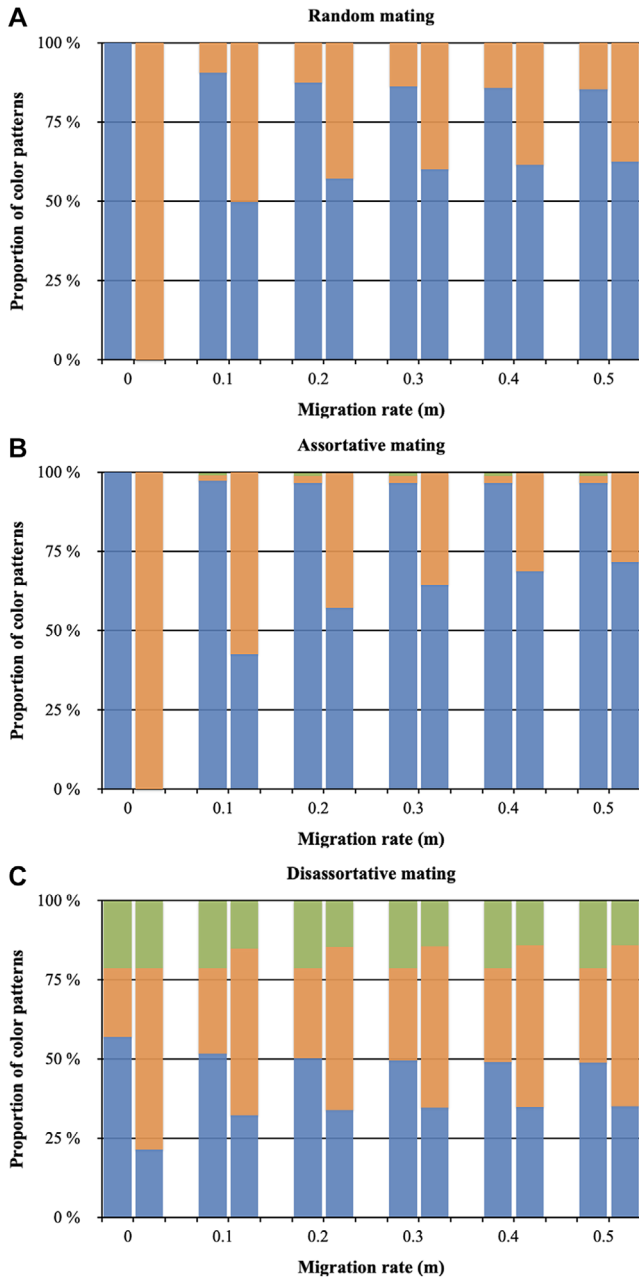 A
Random mating
100 %
75 %
50 %
25 %
0 %
Proportion of color patterns
0 0.1 0.2 0.3 0.4 0.5
Migration rate (m)
B
Assortative mating
100 %
75 %
50 %
25 %
0 %
Proportion of color patterns
0 0.1 0.2 0.3 0.4 0.5
Migration rate (m)
C
Disassortative mating
100 %
75 %
50 %
25 %
0 %
Proportion of color patterns
0 0.1 0.2 0.3 0.4 0.5
Migration rate (m)